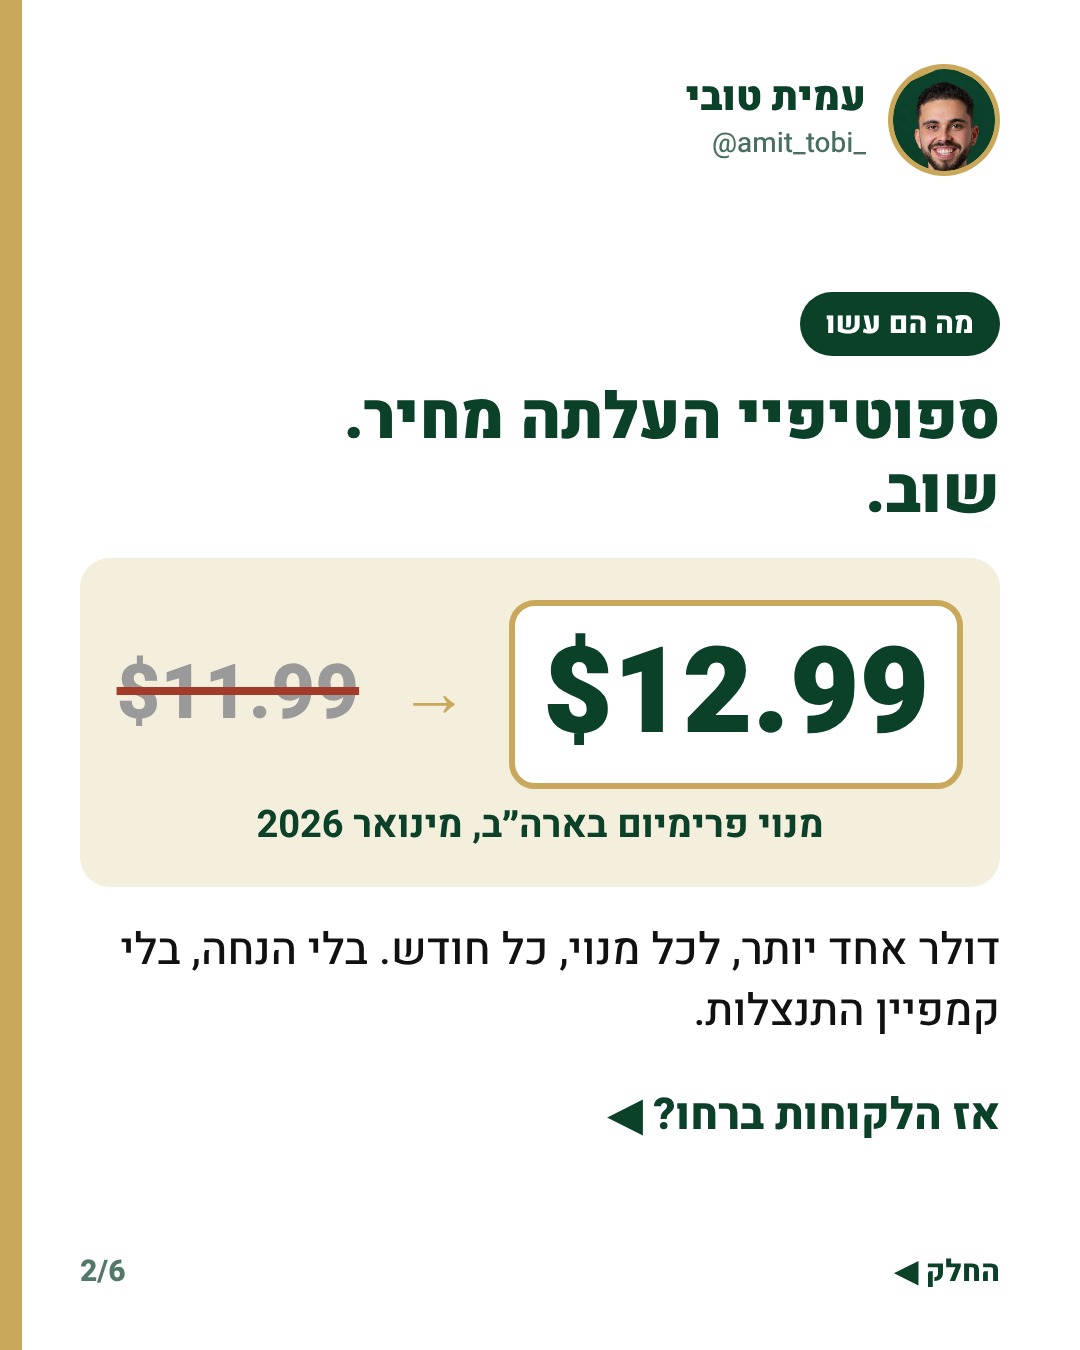 עמית טובי
@amit_tobi_
מה הם עשו
ספוטיפיי העלתה מחיר.
שוב.
$11.99 → $12.99
מנוי פרימיום בארה״ב, מינואר 2026
דולר אחד יותר, לכל מנוי, כל חודש. בלי הנחה, בלי
קמפיין התנצלות.
אז הלקוחות ברחו? ◀
החלק ◀
2/6